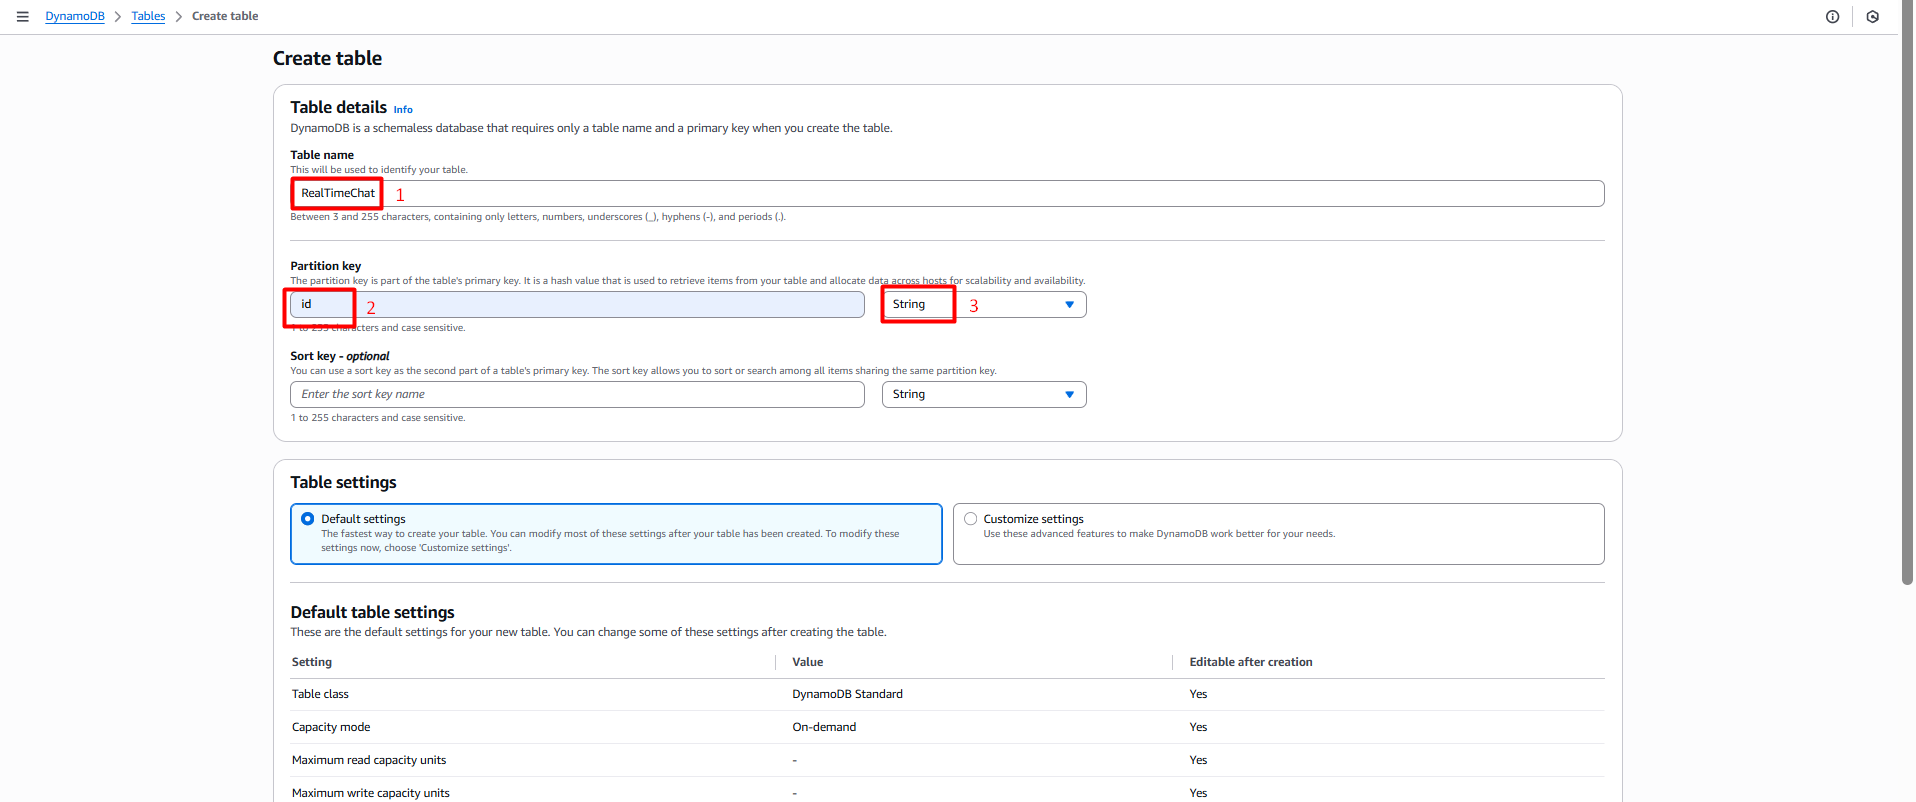 DynamoDB > Tables > Create table
Create table
Table details Info
DynamoDB is a schemaless database that requires only a table name and a primary key when you create the table.
Table name
This will be used to identify your table.
RealTimeChat 1
Between 3 and 255 characters, containing only letters, numbers, underscores (_), hyphens (-), and periods (.).
Partition key
The partition key is part of the table's primary key. It is a hash value that is used to retrieve items from your table and allocate data across hosts for scalability and availability.
id 2 String 3
1 to 255 characters and case sensitive.
Sort key - optional
You can use a sort key as the second part of a table's primary key. The sort key allows you to sort or search among all items sharing the same partition key.
Enter the sort key name String
1 to 255 characters and case sensitive.
Table settings
Default settings
The fastest way to create your table. You can modify most of these settings after your table has been created. To modify these
settings now, choose 'Customize settings'.
Customize settings
Use these advanced features to make DynamoDB work better for your needs.
Default table settings
These are the default settings for your new table. You can change some of these settings after creating the table.
Setting Value Editable after creation
Table class DynamoDB Standard Yes
Capacity mode On-demand Yes
Maximum read capacity units - Yes
Maximum write capacity units - Yes